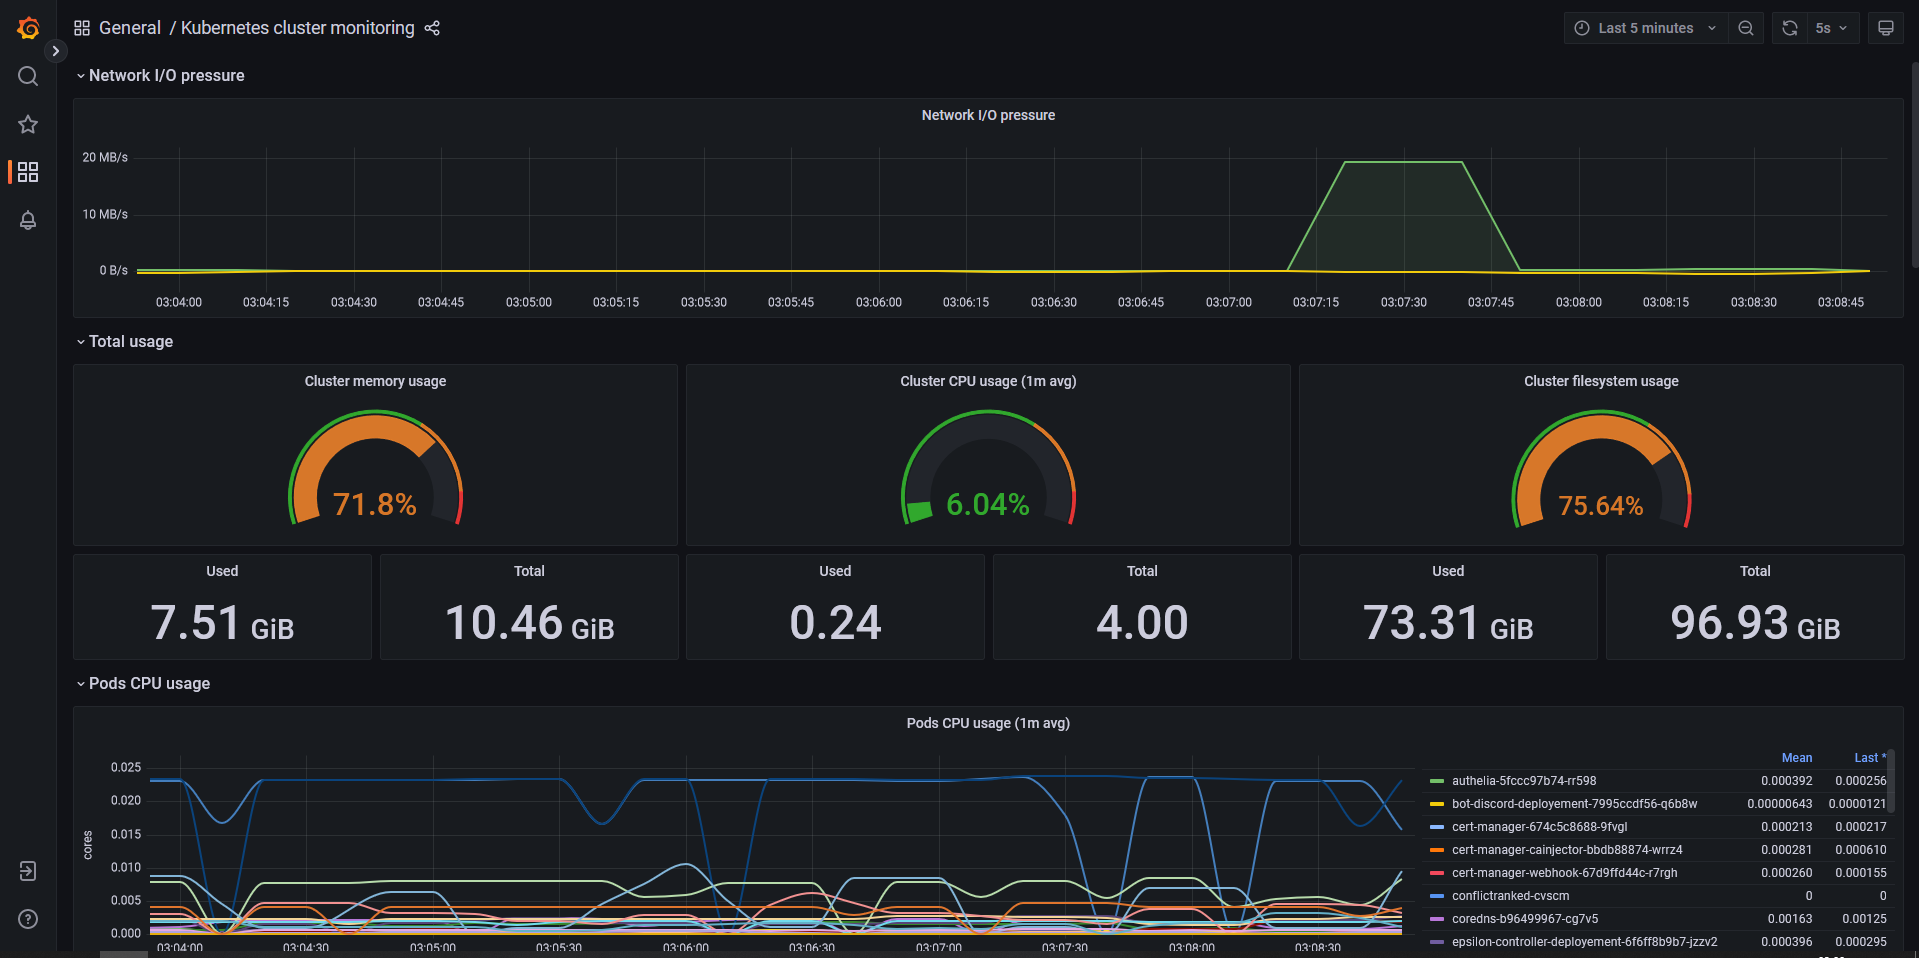 General / Kubernetes cluster monitoring
Last 5 minutes
5s
Network I/O pressure
Network I/O pressure
20 MB/s
10 MB/s
0 B/s
03:04:00 03:04:15 03:04:30 03:04:45 03:05:00 03:05:15 03:05:30 03:05:45 03:06:00 03:06:15 03:06:30 03:06:45 03:07:00 03:07:15 03:07:30 03:07:45 03:08:00 03:08:15 03:08:30 03:08:45
Total usage
Cluster memory usage
71.8%
Cluster CPU usage (1m avg)
6.04%
Cluster filesystem usage
75.64%
Used
7.51 GiB
Total
10.46 GiB
Used
0.24
Total
4.00
Used
73.31 GiB
Total
96.93 GiB
Pods CPU usage
Pods CPU usage (1m avg)
cores
0.025
0.020
0.015
0.010
0.005
0.000
03:04:00 03:04:30 03:05:00 03:05:30 03:06:00 03:06:30 03:07:00 03:07:30 03:08:00 03:08:30
Mean Last *
authelia-5fccc97b74-rr598 0.000392 0.000256
bot-discord-deployement-7995ccdf56-q6b8w 0.00000643 0.0000121
cert-manager-674c5c8688-9fvgl 0.000213 0.000217
cert-manager-cainjector-bbdb88874-wrrz4 0.000281 0.000610
cert-manager-webhook-67d9ffd44c-r7rgh 0.000260 0.000155
conflictranked-cvscm 0 0
coredns-b96499967-cg7v5 0.00163 0.00125
epsilon-controller-deployement-6f6ff8b9b7-jzzv2 0.000396 0.000295